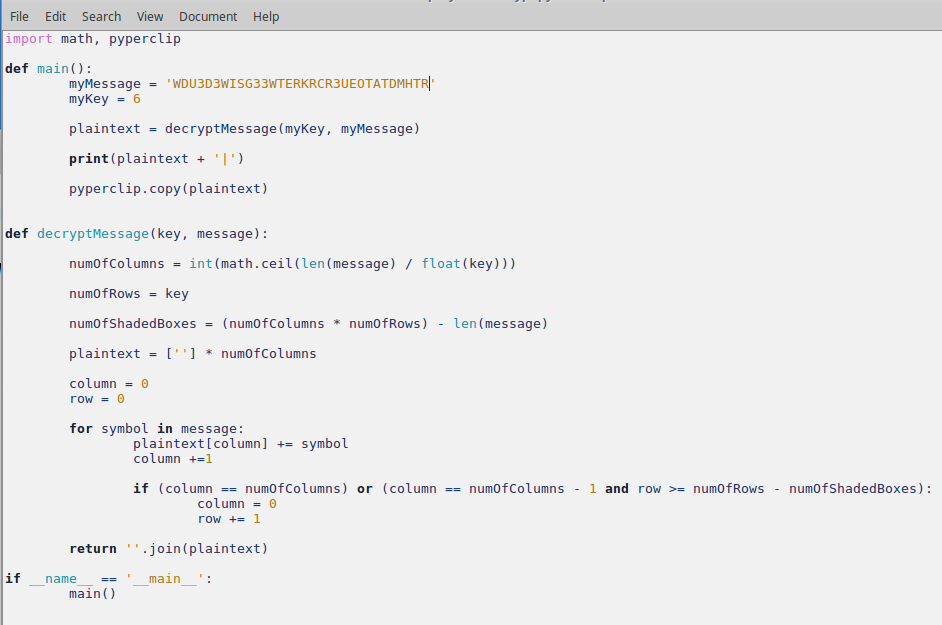 File Edit Search View Document Help
import math, pyperclip
def main():
myMessage = 'WDU3D3WISG33WTERKRCR3UEOTATDMHTR'
myKey = 6
plaintext = decryptMessage(myKey, myMessage)
print(plaintext + '|')
pyperclip.copy(plaintext)
def decryptMessage(key, message):
numOfColumns = int(math.ceil(len(message) / float(key)))
numOfRows = key
numOfShadedBoxes = (numOfColumns * numOfRows) - len(message)
plaintext = [''] * numOfColumns
column = 0
row = 0
for symbol in message:
plaintext[column] += symbol
column +=1
if (column == numOfColumns) or (column == numOfColumns - 1 and row >= numOfRows - numOfShadedBoxes):
column = 0
row += 1
return ''.join(plaintext)
if __name__ == '__main__':
main()